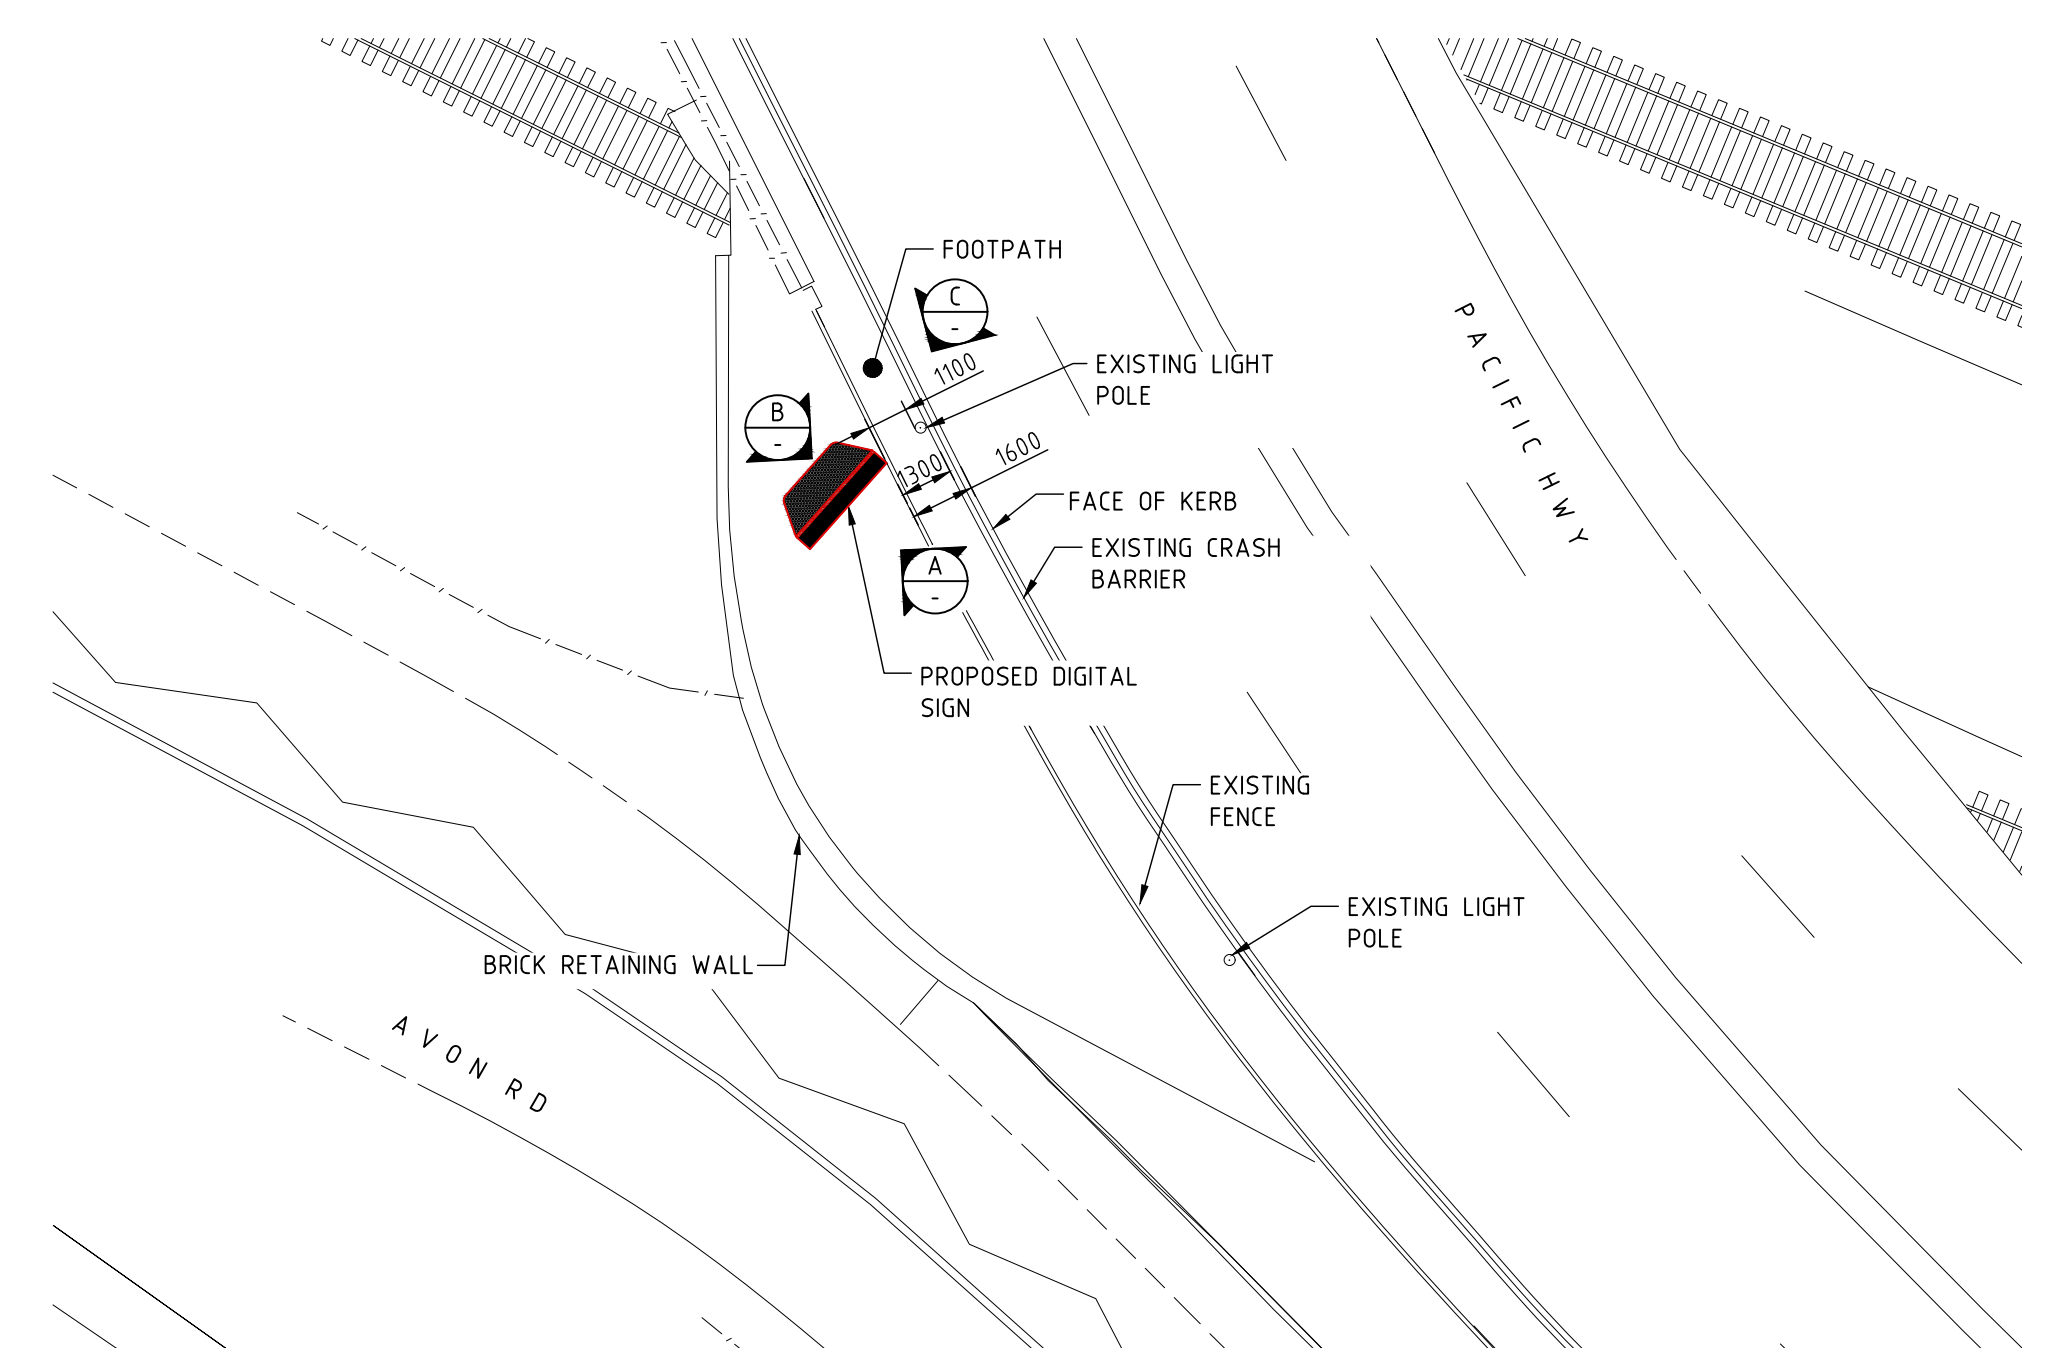 FOOTPATH
C
-
1100
EXISTING LIGHT
POLE
B
-
1300
1600
FACE OF KERB
EXISTING CRASH
BARRIER
A
-
PROPOSED DIGITAL
SIGN
PACIFIC HWY
EXISTING
FENCE
EXISTING LIGHT
POLE
BRICK RETAINING WALL
AVON RD